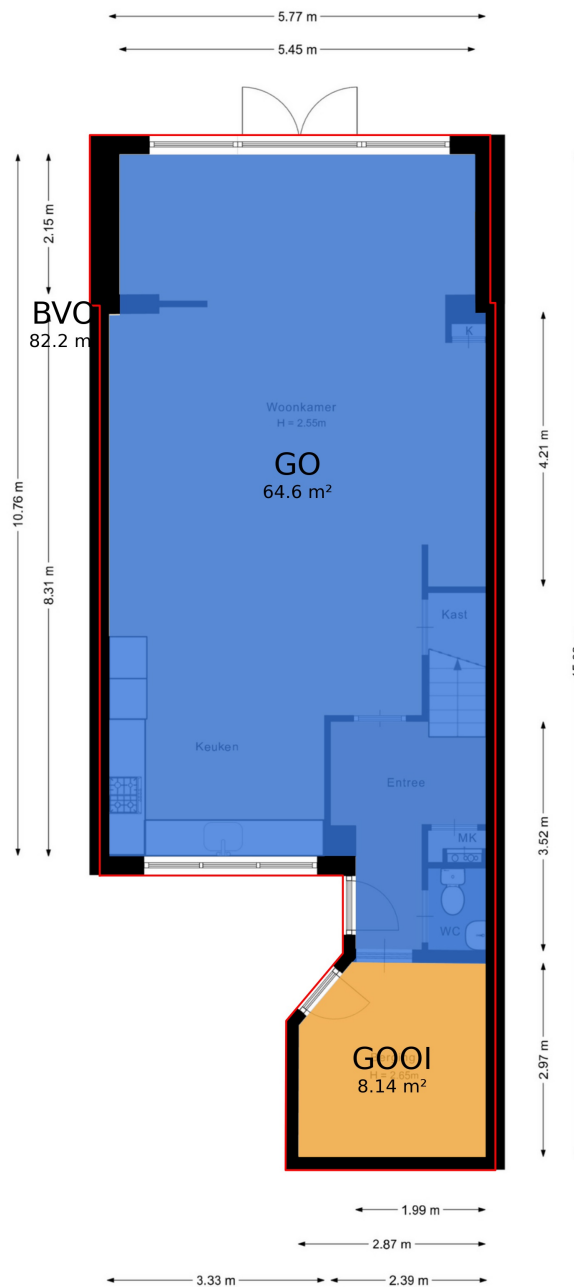 5.77 m
5.45 m
2.15 m
BVO
82.2 m
K
Woonkamer
H = 2.55m
GO
64.6 m²
4.21 m
10.76 m
8.31 m
Kast
Keuken
Entree
MK
3.52 m
WC
GOOI
H = 2.65m
8.14 m²
2.97 m
1.99 m
2.87 m
3.33 m
2.39 m